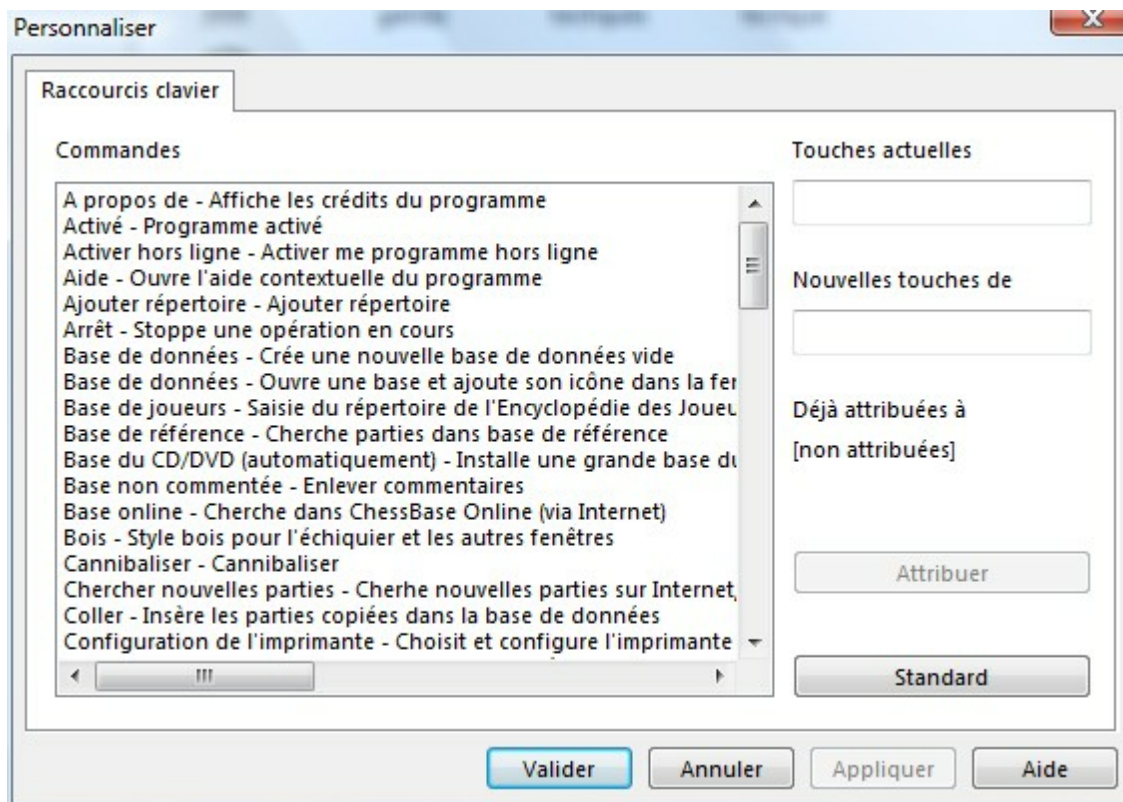 Personnaliser
Raccourcis clavier
Commandes
A propos de - Affiche les crédits du programme
Activé - Programme activé
Activer hors ligne - Activer me programme hors ligne
Aide - Ouvre l'aide contextuelle du programme
Ajouter répertoire - Ajouter répertoire
Arrêt - Stoppe une opération en cours
Base de données - Crée une nouvelle base de données vide
Base de données - Ouvre une base et ajoute son icône dans la fer
Base de joueurs - Saisie du répertoire de l'Encyclopédie des Joueu
Base de référence - Cherche parties dans base de référence
Base du CD/DVD (automatiquement) - Installe une grande base du
Base non commentée - Enlever commentaires
Base online - Cherche dans ChessBase Online (via Internet)
Bois - Style bois pour l'échiquier et les autres fenêtres
Cannibaliser - Cannibaliser
Chercher nouvelles parties - Cherhe nouvelles parties sur Internet,
Coller - Insère les parties copiées dans la base de données
Configuration de l'imprimante - Choisit et configure l'imprimante
Touches actuelles
Nouvelles touches de
Déjà attribuées à
[non attribuées]
Attribuer
Standard
Valider
Annuler
Appliquer
Aide